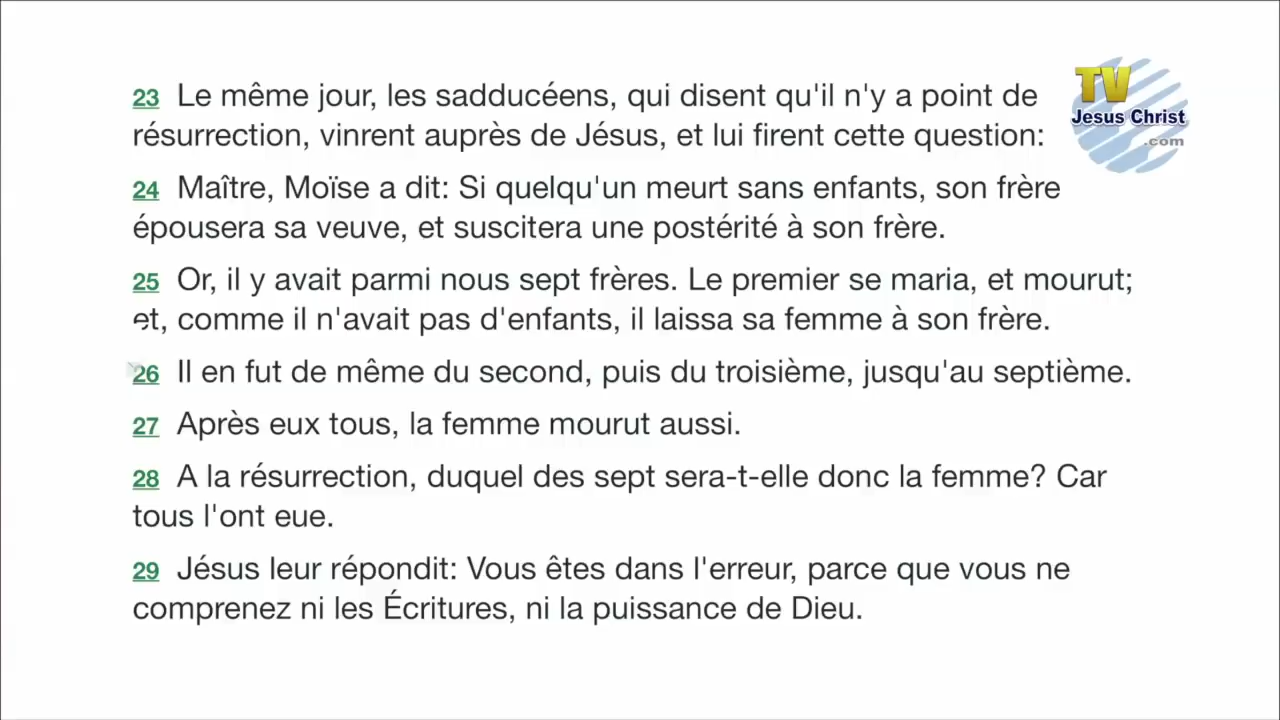 23 Le même jour, les sadducéens, qui disent qu'il n'y a point de
résurrection, vinrent auprès de Jésus, et lui firent cette question:
24 Maître, Moïse a dit: Si quelqu'un meurt sans enfants, son frère
épousera sa veuve, et suscitera une postérité à son frère.
25 Or, il y avait parmi nous sept frères. Le premier se maria, et mourut;
et, comme il n'avait pas d'enfants, il laissa sa femme à son frère.
26 Il en fut de même du second, puis du troisième, jusqu'au septième.
27 Après eux tous, la femme mourut aussi.
28 A la résurrection, duquel des sept sera-t-elle donc la femme? Car
tous l'ont eue.
29 Jésus leur répondit: Vous êtes dans l'erreur, parce que vous ne
comprenez ni les Écritures, ni la puissance de Dieu.
TV
Jesus Christ
.com